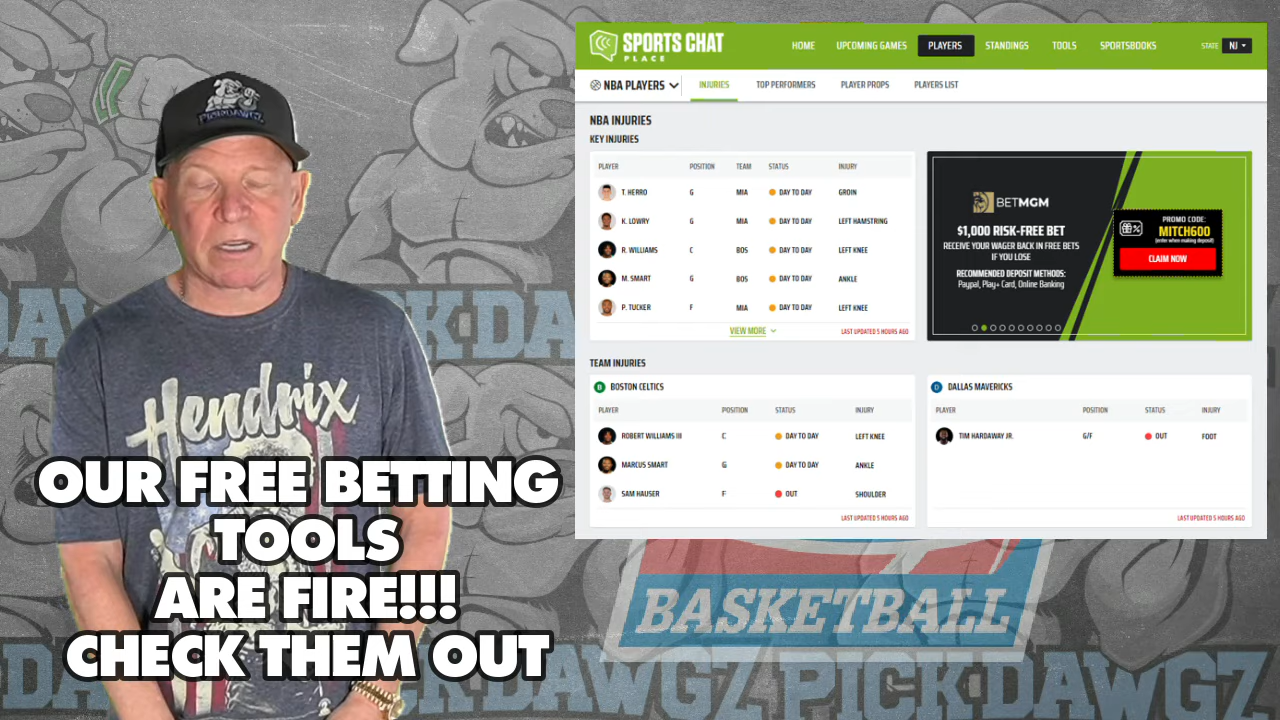 SPORTS CHAT
PLACE
HOME
UPCOMING GAMES
PLAYERS
STANDINGS
TOOLS
SPORTSBOOKS
STATE
NJ
NBA PLAYERS
INJURIES
TOP PERFORMERS
PLAYER PROPS
PLAYERS LIST
NBA INJURIES
KEY INJURIES
PLAYER POSITION TEAM STATUS INJURY
T. HERRO G MIA DAY TO DAY GROIN
K. LOWRY G MIA DAY TO DAY LEFT HAMSTRING
R. WILLIAMS C BOS DAY TO DAY LEFT KNEE
M. SMART G BOS DAY TO DAY ANKLE
P. TUCKER F MIA DAY TO DAY LEFT KNEE
VIEW MORE
LAST UPDATED 5 HOURS AGO
BETMGM
$1,000 RISK-FREE BET
RECEIVE YOUR WAGER BACK IN FREE BETS
IF YOU LOSE
RECOMMENDED DEPOSIT METHODS:
Paypal, Play+ Card, Online Banking
PROMO CODE:
MITCH600
(enter when making deposit)
CLAIM NOW
TEAM INJURIES
B BOSTON CELTICS
PLAYER POSITION STATUS INJURY
ROBERT WILLIAMS III C DAY TO DAY LEFT KNEE
MARCUS SMART G DAY TO DAY ANKLE
SAM HAUSER F OUT SHOULDER
LAST UPDATED 5 HOURS AGO
D DALLAS MAVERICKS
PLAYER POSITION STATUS INJURY
TIM HARDAWAY JR. G/F OUT FOOT
LAST UPDATED 5 HOURS AGO
PICKDAWGZ
Hendrix
OUR FREE BETTING
TOOLS
ARE FIRE!!!
CHECK THEM OUT
BASKETBALL
PICKDAWGZ